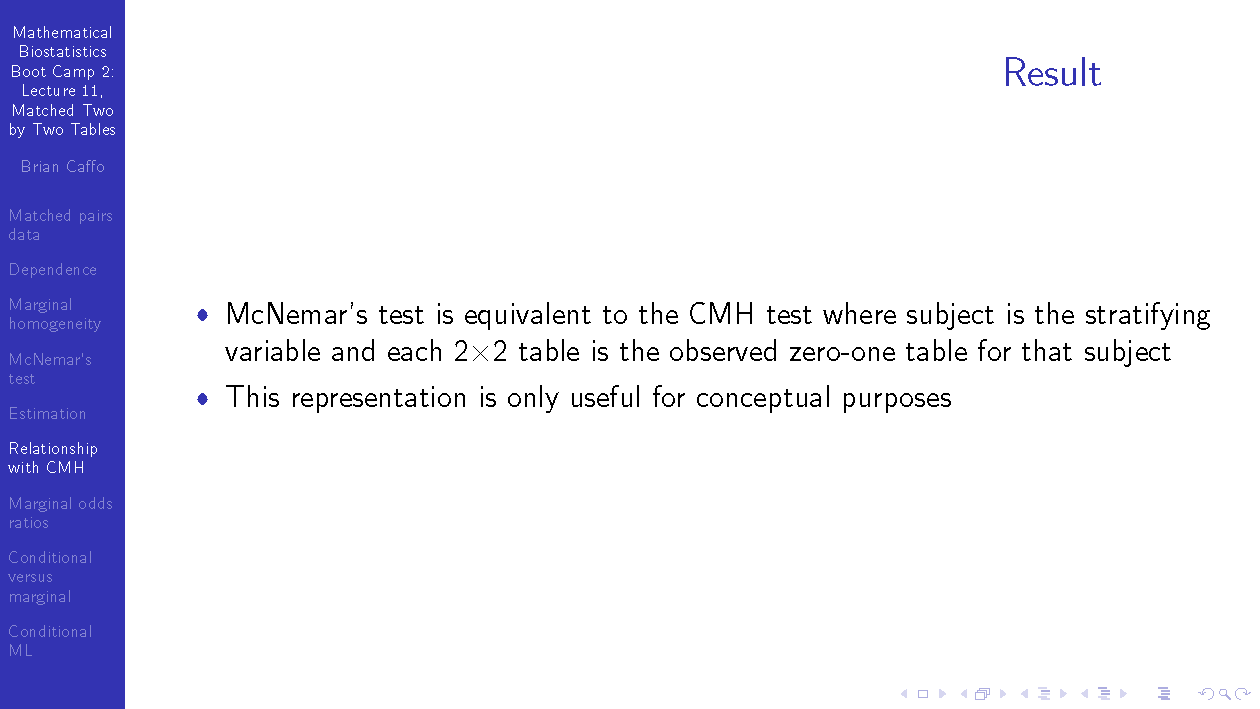 Mathematical
Biostatistics
Boot Camp 2:
Lecture 11,
Matched Two
by Two Tables
Brian Caffo
Matched pairs
data
Dependence
Marginal
homogeneity
McNemar's
test
Estimation
Relationship
with CMH
Marginal odds
ratios
Conditional
versus
marginal
Conditional
ML
Result
• McNemar's test is equivalent to the CMH test where subject is the stratifying
variable and each 2×2 table is the observed zero-one table for that subject
• This representation is only useful for conceptual purposes